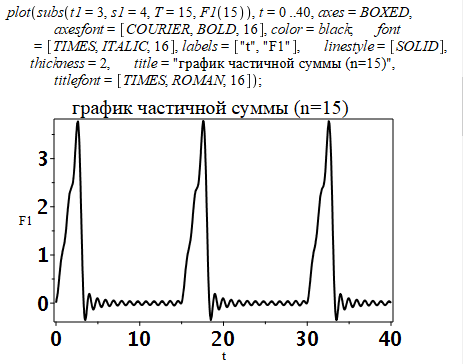 plot(subs(t1 = 3, s1 = 4, T = 15, F1(15)), t = 0 ..40, axes = BOXED,
axesfont = [COURIER, BOLD, 16], color = black, font
= [TIMES, ITALIC, 16], labels = ["t", "F1" ], linestyle = [SOLID],
thickness = 2, title = "график частичной суммы (n=15)",
titlefont = [TIMES, ROMAN, 16]);
график частичной суммы (n=15)
3
2
F1
1
0
0 10 20 30 40
t